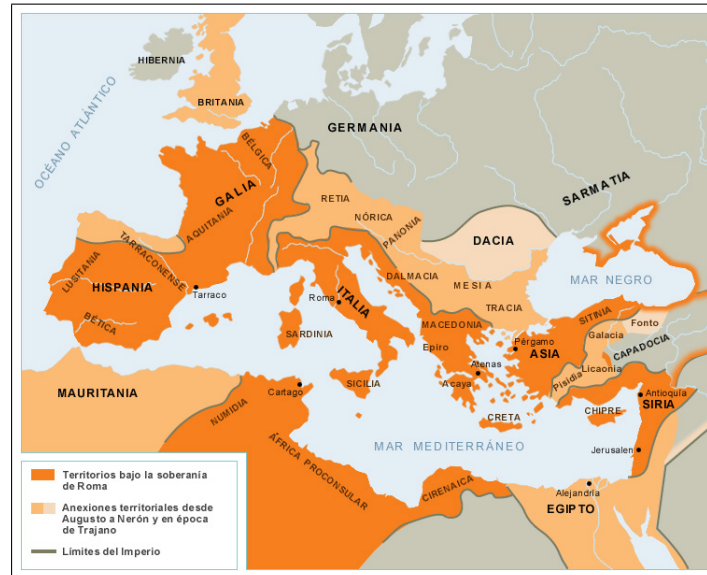 HIBERNIA
BRITANIA
OCÉANO ATLÁNTICO
GERMANIA
BÉLGICA
GALIA
SARMATIA
RETIA
NÓRICA
PANONIA
AQUITANIA
TARRACONENSE
LUSITANIA
HISPANIA
BÉTICA
Tarraco
DACIA
DALMACIA
MESIA
TRACIA
MAR NEGRO
ITALIA
Roma
SARDINIA
MACEDONIA
Epiro
SITINIA
Fonto
Galacia
CAPADOCIA
Pérgamo
ASIA
Atenas
Acaya
Pisidia
Licaonia
MAURITANIA
Cartago
SICILIA
NUMIDIA
CRETA
CHIPRE
Antioquía
SIRIA
MAR MEDITERRÁNEO
ÁFRICA PROCONSULAR
Jerusalen
CIRENAICA
Alejandría
EGIPTO
Territorios bajo la soberanía
de Roma
Anexiones territoriales desde
Augusto a Nerón y en época
de Trajano
Límites del Imperio